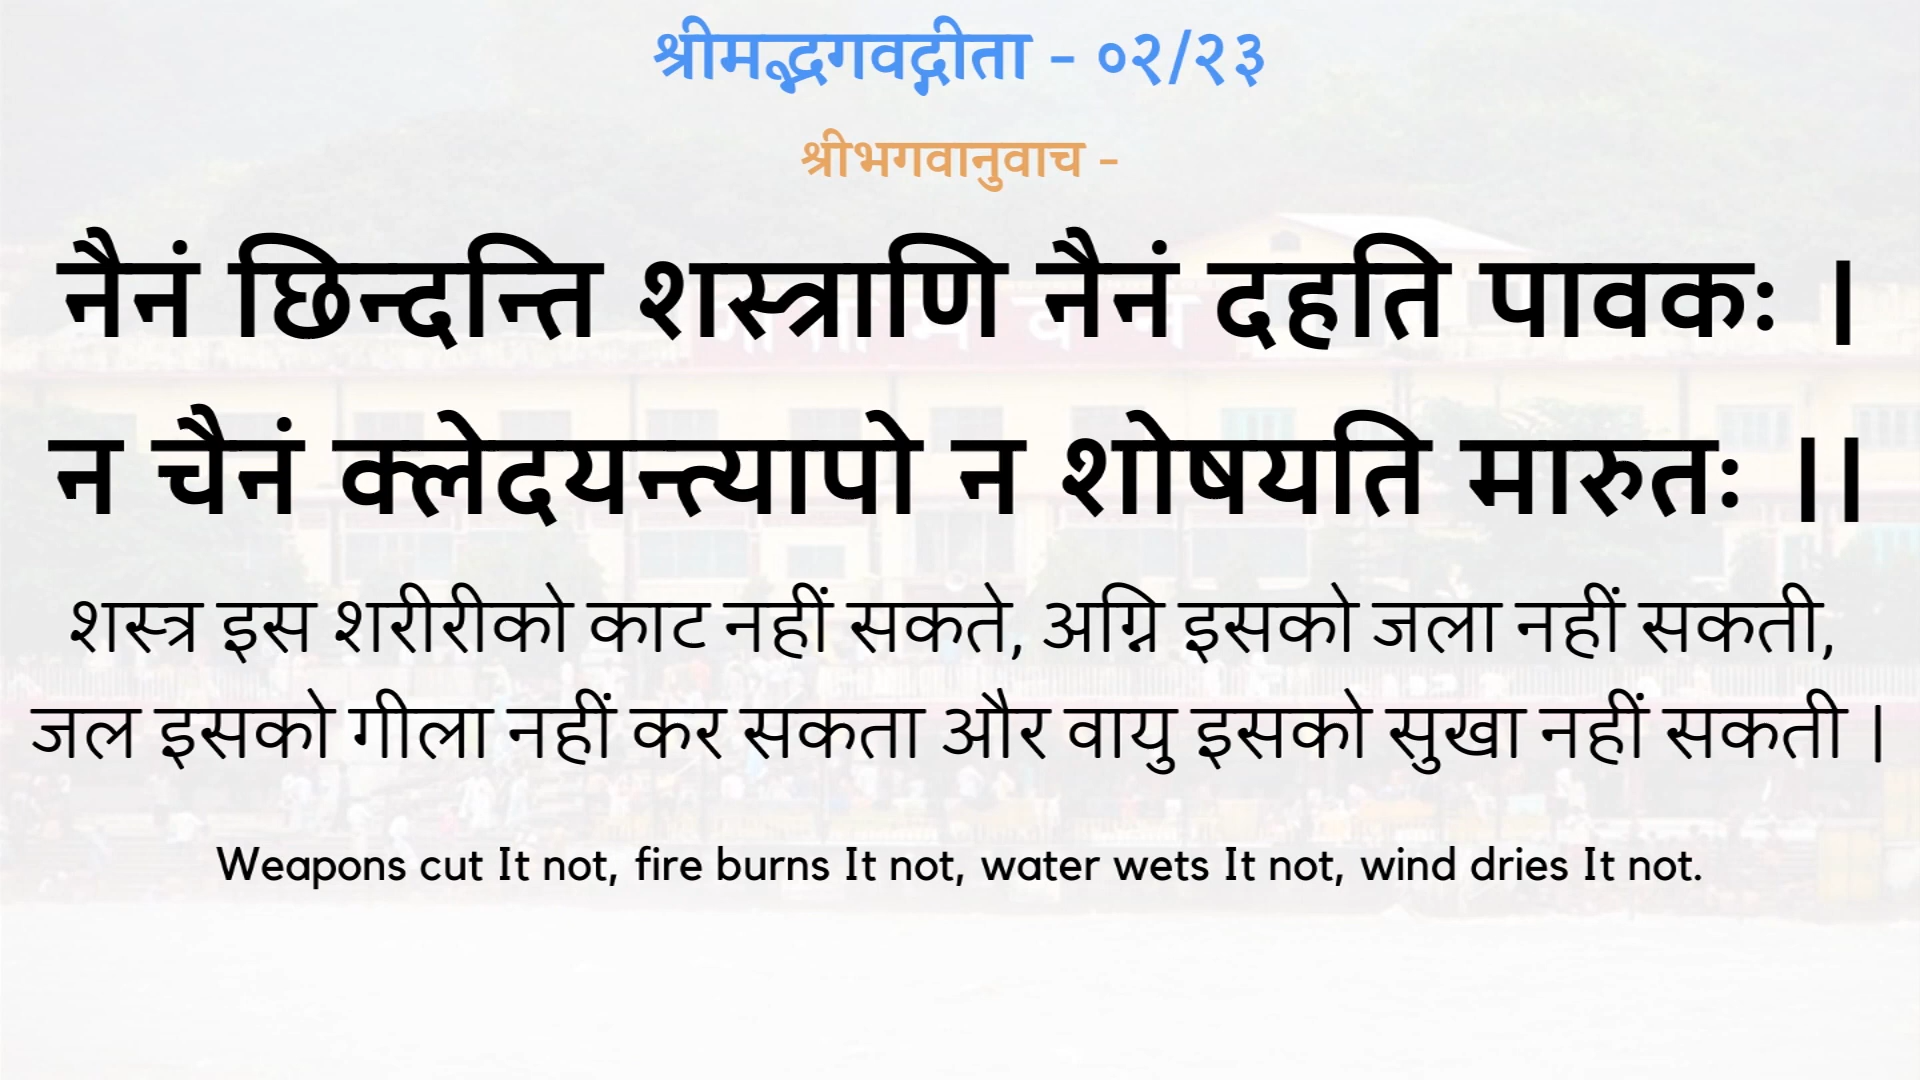 श्रीमद्भगवद्गीता - ०२/२३
श्रीभगवानुवाच -
नैनं छिन्दन्ति शस्त्राणि नैनं दहति पावकः ।
न चैनं क्लेदयन्त्यापो न शोषयति मारुतः ।।
शस्त्र इस शरीरीको काट नहीं सकते, अग्नि इसको जला नहीं सकती,
जल इसको गीला नहीं कर सकता और वायु इसको सुखा नहीं सकती |
Weapons cut It not, fire burns It not, water wets It not, wind dries It not.